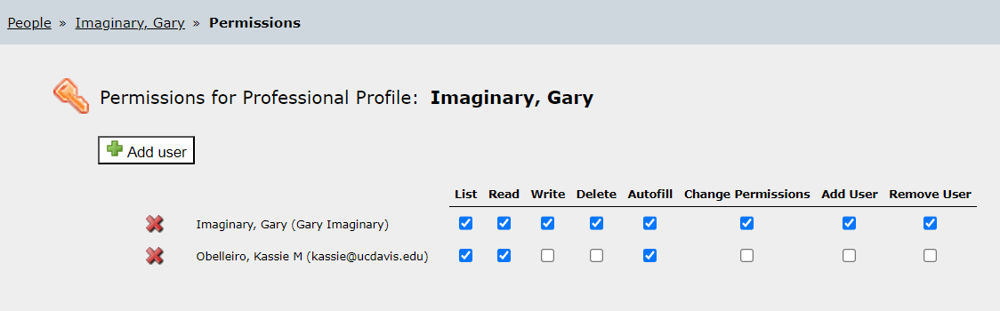 People » Imaginary, Gary » Permissions
Permissions for Professional Profile: Imaginary, Gary
Add user
List Read Write Delete Autofill Change Permissions Add User Remove User
Imaginary, Gary (Gary Imaginary)
Obelleiro, Kassie M (kassie@ucdavis.edu)